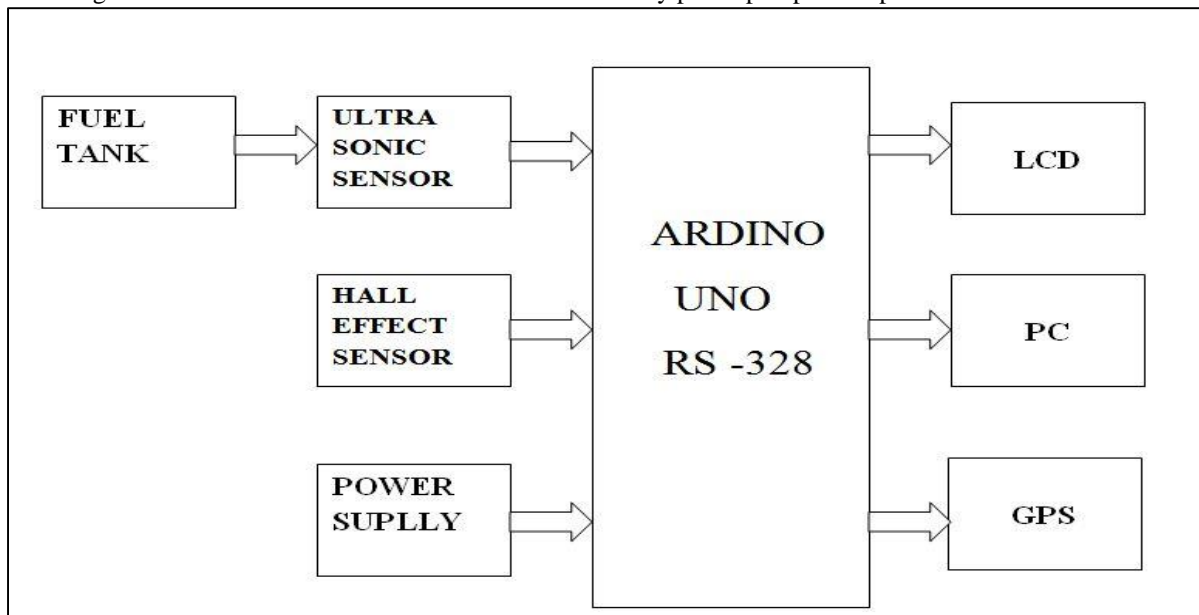 FUEL
TANK
ULTRA
SONIC
SENSOR
HALL
EFFECT
SENSOR
POWER
SUPLLY
ARDINO
UNO
RS -328
LCD
PC
GPS